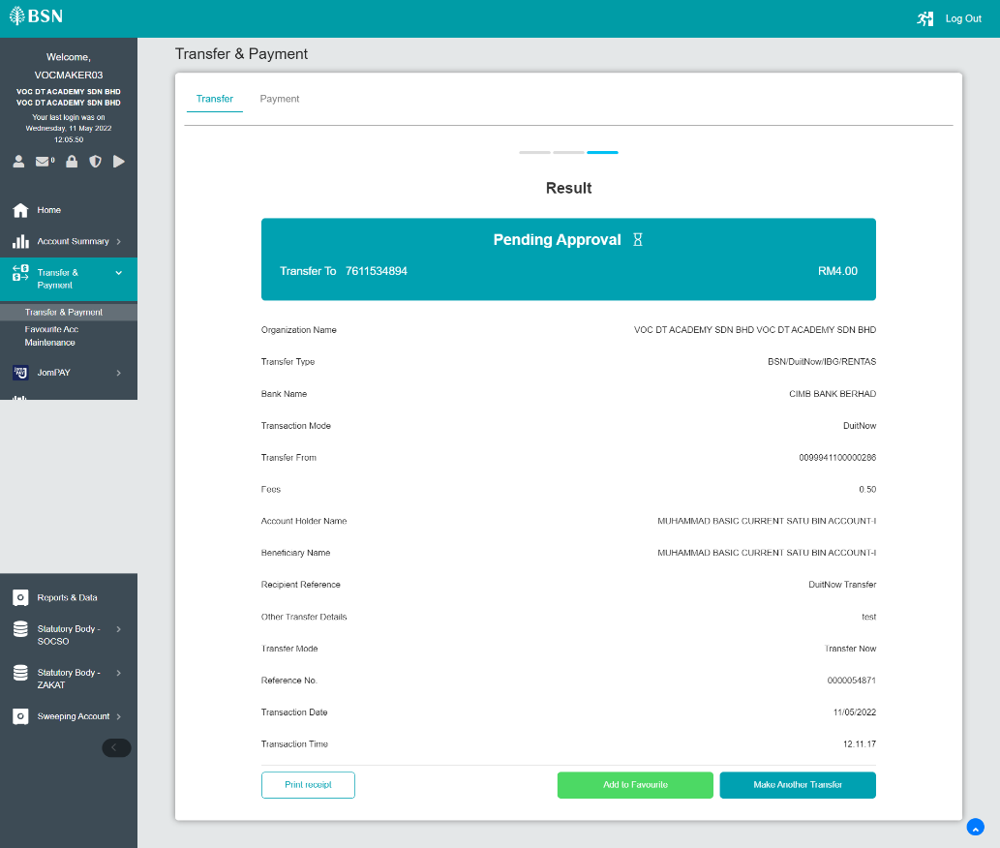 BSN
Log Out
Welcome,
VOCMAKER03
VOC DT ACADEMY SDN BHD
VOC DT ACADEMY SDN BHD
Your last login was on
Wednesday, 11 May 2022
12.05.50
0
Home
Account Summary
Transfer &
Payment
Transfer & Payment
Favourite Acc
Maintenance
JomPAY
Reports & Data
Statutory Body -
SOCSO
Statutory Body -
ZAKAT
Sweeping Account
Transfer & Payment
Transfer Payment
Result
Pending Approval
Transfer To 7611534894 RM4.00
Organization Name VOC DT ACADEMY SDN BHD VOC DT ACADEMY SDN BHD
Transfer Type BSN/DuitNow/IBG/RENTAS
Bank Name CIMB BANK BERHAD
Transaction Mode DuitNow
Transfer From 0099941100000286
Fees 0.50
Account Holder Name MUHAMMAD BASIC CURRENT SATU BIN ACCOUNT-I
Beneficiary Name MUHAMMAD BASIC CURRENT SATU BIN ACCOUNT-I
Recipient Reference DuitNow Transfer
Other Transfer Details test
Transfer Mode Transfer Now
Reference No. 0000054871
Transaction Date 11/05/2022
Transaction Time 12.11.17
Print receipt Add to Favourite Make Another Transfer